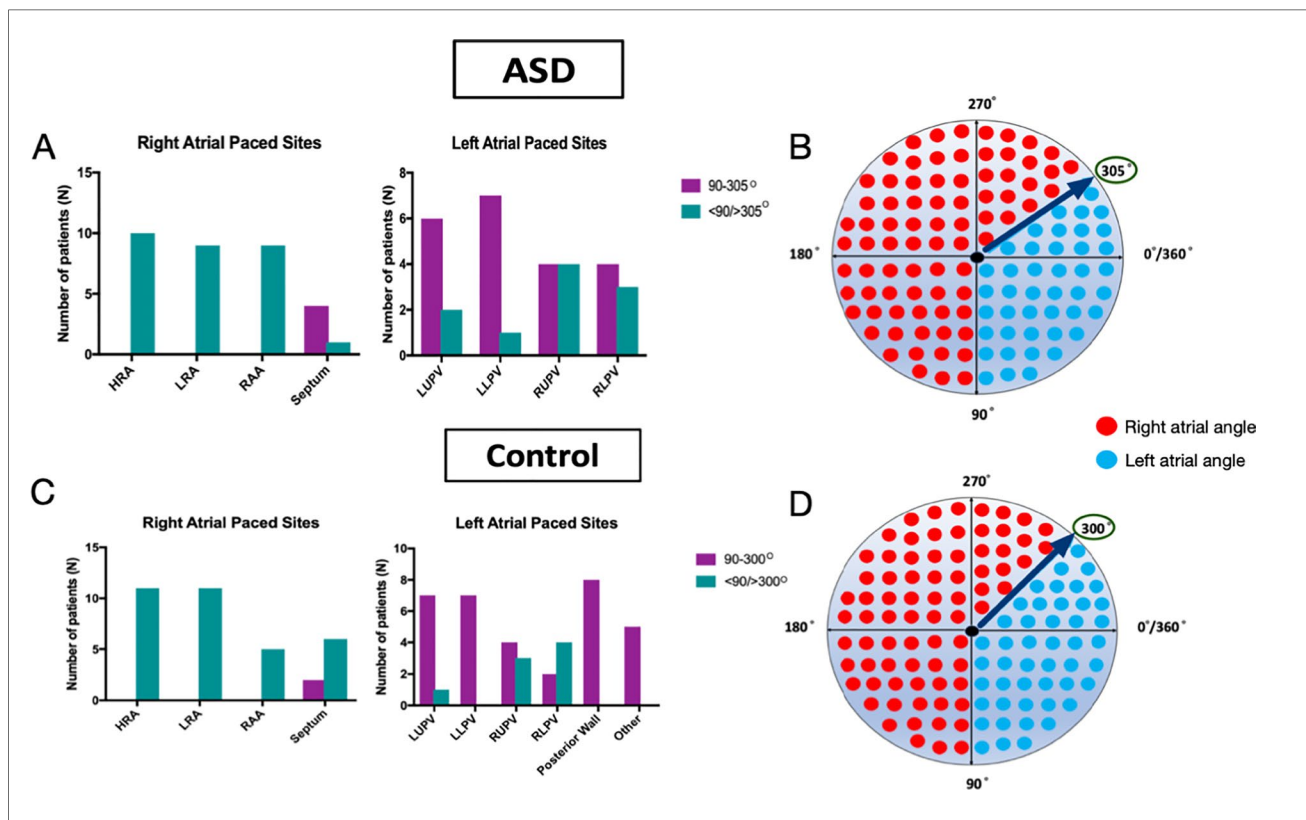 ASD
A
Right Atrial Paced Sites
Number of patients (N)
15
10
5
0
HRA
LRA
RAA
Septum
Left Atrial Paced Sites
Number of patients (N)
8
6
4
2
0
LUPV
LLPV
RUPV
RLPV
90-305°
<90/>305°
B
270°
305°
180°
0°/360°
90°
Control
Right atrial angle
Left atrial angle
C
Right Atrial Paced Sites
Number of patients (N)
15
10
5
0
HRA
LRA
RAA
Septum
Left Atrial Paced Sites
Number of patients (N)
10
8
6
4
2
0
LUPV
LLPV
RUPV
RLPV
Posterior Wall
Other
90-300°
<90/>300°
D
270°
300°
180°
0°/360°
90°